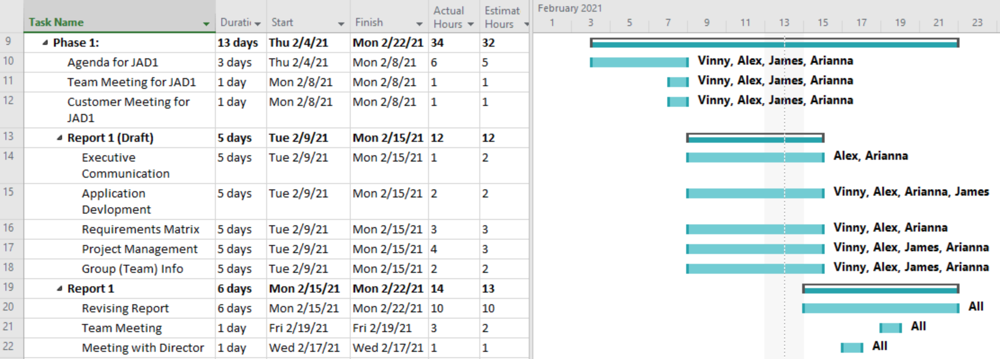 February 2021
Task Name Durati Start Finish Actual Hours Estimat Hours 1 3 5 7 9 11 13 15 17 19 21 23
9 Phase 1: 13 days Thu 2/4/21 Mon 2/22/21 34 32
10 Agenda for JAD1 3 days Thu 2/4/21 Mon 2/8/21 6 5 Vinny, Alex, James, Arianna
11 Team Meeting for JAD1 1 day Mon 2/8/21 Mon 2/8/21 1 1 Vinny, Alex, James, Arianna
12 Customer Meeting for 1 day Mon 2/8/21 Mon 2/8/21 1 1 Vinny, Alex, James, Arianna
JAD1
13 Report 1 (Draft) 5 days Tue 2/9/21 Mon 2/15/21 12 12
14 Executive 5 days Tue 2/9/21 Mon 2/15/21 1 2 Alex, Arianna
Communication
15 Application 5 days Tue 2/9/21 Mon 2/15/21 2 2 Vinny, Alex, Arianna, James
Devlopment
16 Requirements Matrix 5 days Tue 2/9/21 Mon 2/15/21 3 3 Vinny, Alex, Arianna
17 Project Management 5 days Tue 2/9/21 Mon 2/15/21 4 3 Vinny, Alex, James, Arianna
18 Group (Team) Info 5 days Tue 2/9/21 Mon 2/15/21 2 2 Vinny, Alex, James, Arianna
19 Report 1 6 days Mon 2/15/21 Mon 2/22/21 14 13
20 Revising Report 6 days Mon 2/15/21 Mon 2/22/21 10 10 All
21 Team Meeting 1 day Fri 2/19/21 Fri 2/19/21 3 2 All
22 Meeting with Director 1 day Wed 2/17/21 Wed 2/17/21 1 1 All